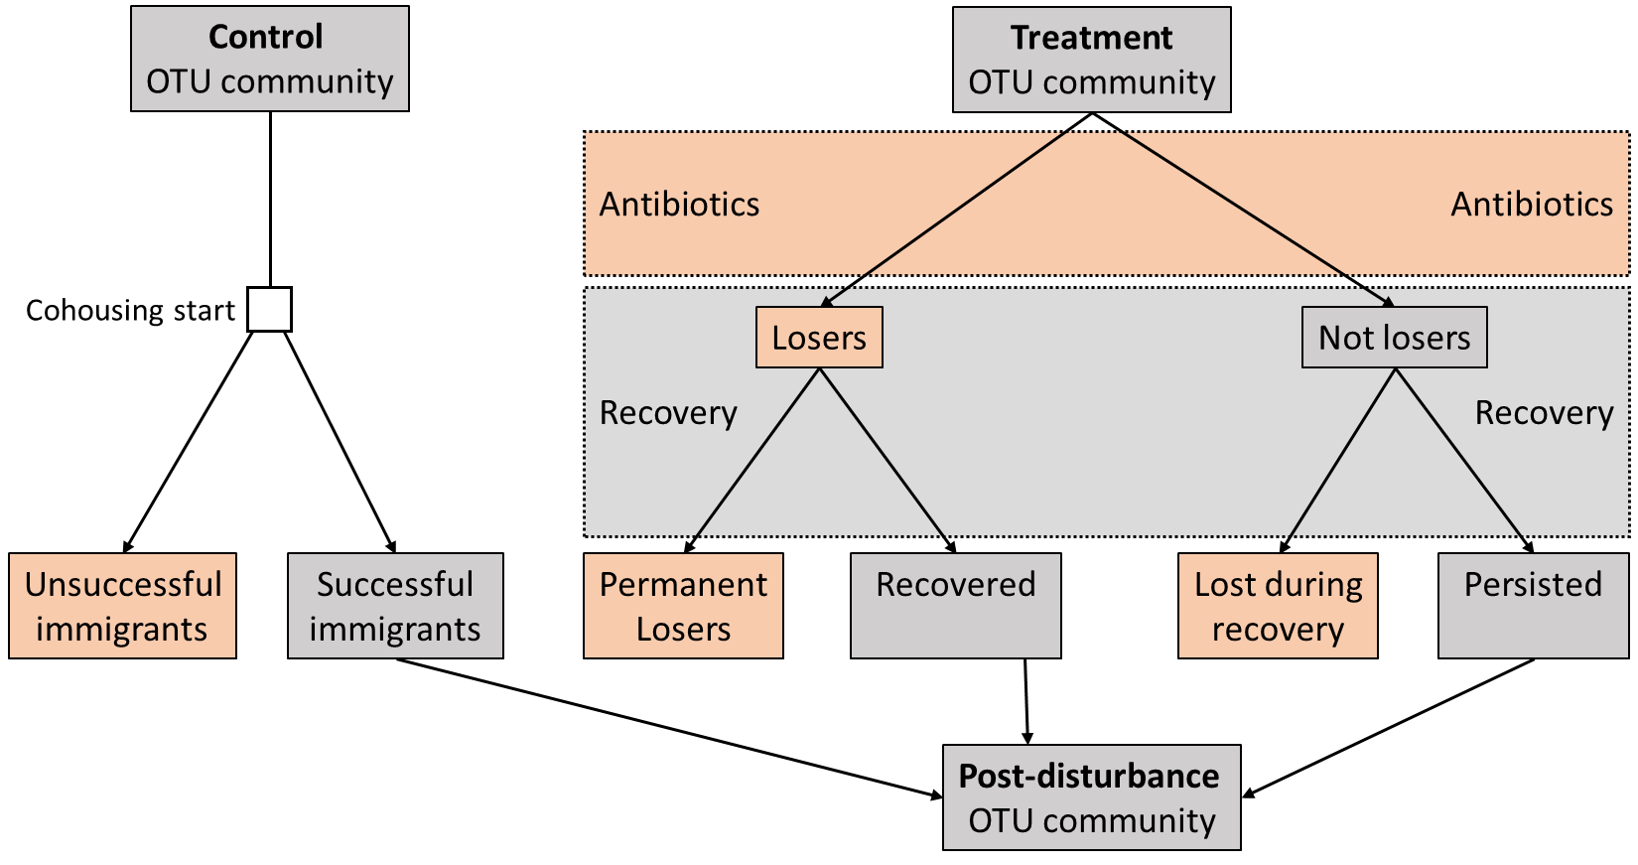 Control
OTU community
Treatment
OTU community
Antibiotics
Antibiotics
Cohousing start
Losers
Not losers
Recovery
Recovery
Unsuccessful
immigrants
Successful
immigrants
Permanent
Losers
Recovered
Lost during
recovery
Persisted
Post-disturbance
OTU community